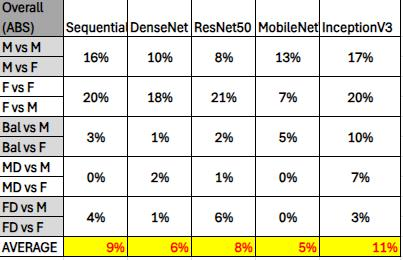 Overall (ABS) Sequential DenseNet ResNet50 MobileNet InceptionV3
M vs M
M vs F
16% 10% 8% 13% 17%
F vs F
F vs M
20% 18% 21% 7% 20%
Bal vs M
Bal vs F
3% 1% 2% 5% 10%
MD vs M
MD vs F
0% 2% 1% 0% 7%
FD vs M
FD vs F
4% 1% 6% 0% 3%
AVERAGE 9% 6% 8% 5% 11%